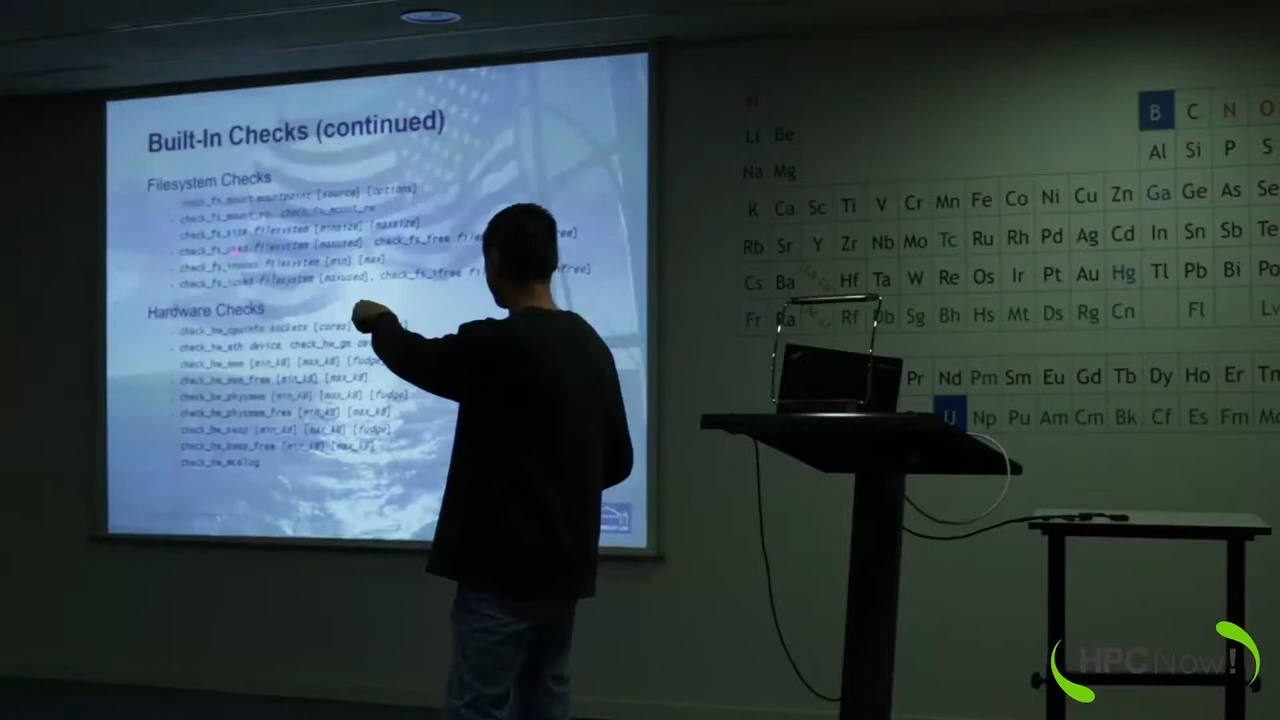 Built-In Checks (continued)
Filesystem Checks
check_fs_mount mountpoint [source] [options]
check_fs_mount_ro, check_fs_mount_rw
check_fs_size filesystem [minsize] [maxsize]
check_fs_used filesystem [maxused] check_fs_free
check_fs_inodes filesystem [min] [max]
check_fs_iused filesystem [maxused], check_fs_ifree
Hardware Checks
check_hw_cpuinfo sockets [cores]
check_hw_eth device check_hw_gm
check_hw_mem [min_kB] [max_kB] [fudge]
check_hw_mem_free [min_kB] [max_kB]
check_hw_physmem [min_kB] [max_kB] [fudge]
check_hw_physmem_free [min_kB] [max_kB]
check_hw_swap [min_kB] [max_kB] [fudge]
check_hw_swap_free [min_kB] [max_kB]
check_hw_mcelog
B C N O
Li Be Al Si P S
Na Mg
K Ca Sc Ti V Cr Mn Fe Co Ni Cu Zn Ga Ge As Se
Rb Sr Y Zr Nb Mo Tc Ru Rh Pd Ag Cd In Sn Sb Te
Cs Ba Hf Ta W Re Os Ir Pt Au Hg Tl Pb Bi Po
Fr Ra Rf Db Sg Bh Hs Mt Ds Rg Cn Fl Lv
Pr Nd Pm Sm Eu Gd Tb Dy Ho Er Tm
U Np Pu Am Cm Bk Cf Es Fm
HPCNow!